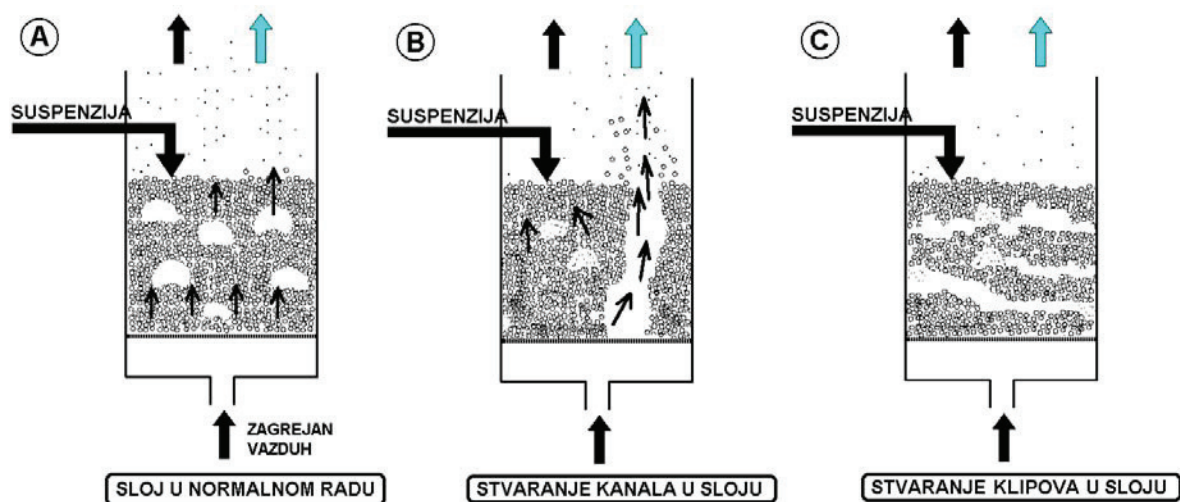 A
SUSPENZIJA
ZAGREJAN
VAZDUH
SLOJ U NORMALNOM RADU
B
SUSPENZIJA
STVARANJE KANALA U SLOJU
C
SUSPENZIJA
STVARANJE KLIPOVA U SLOJU